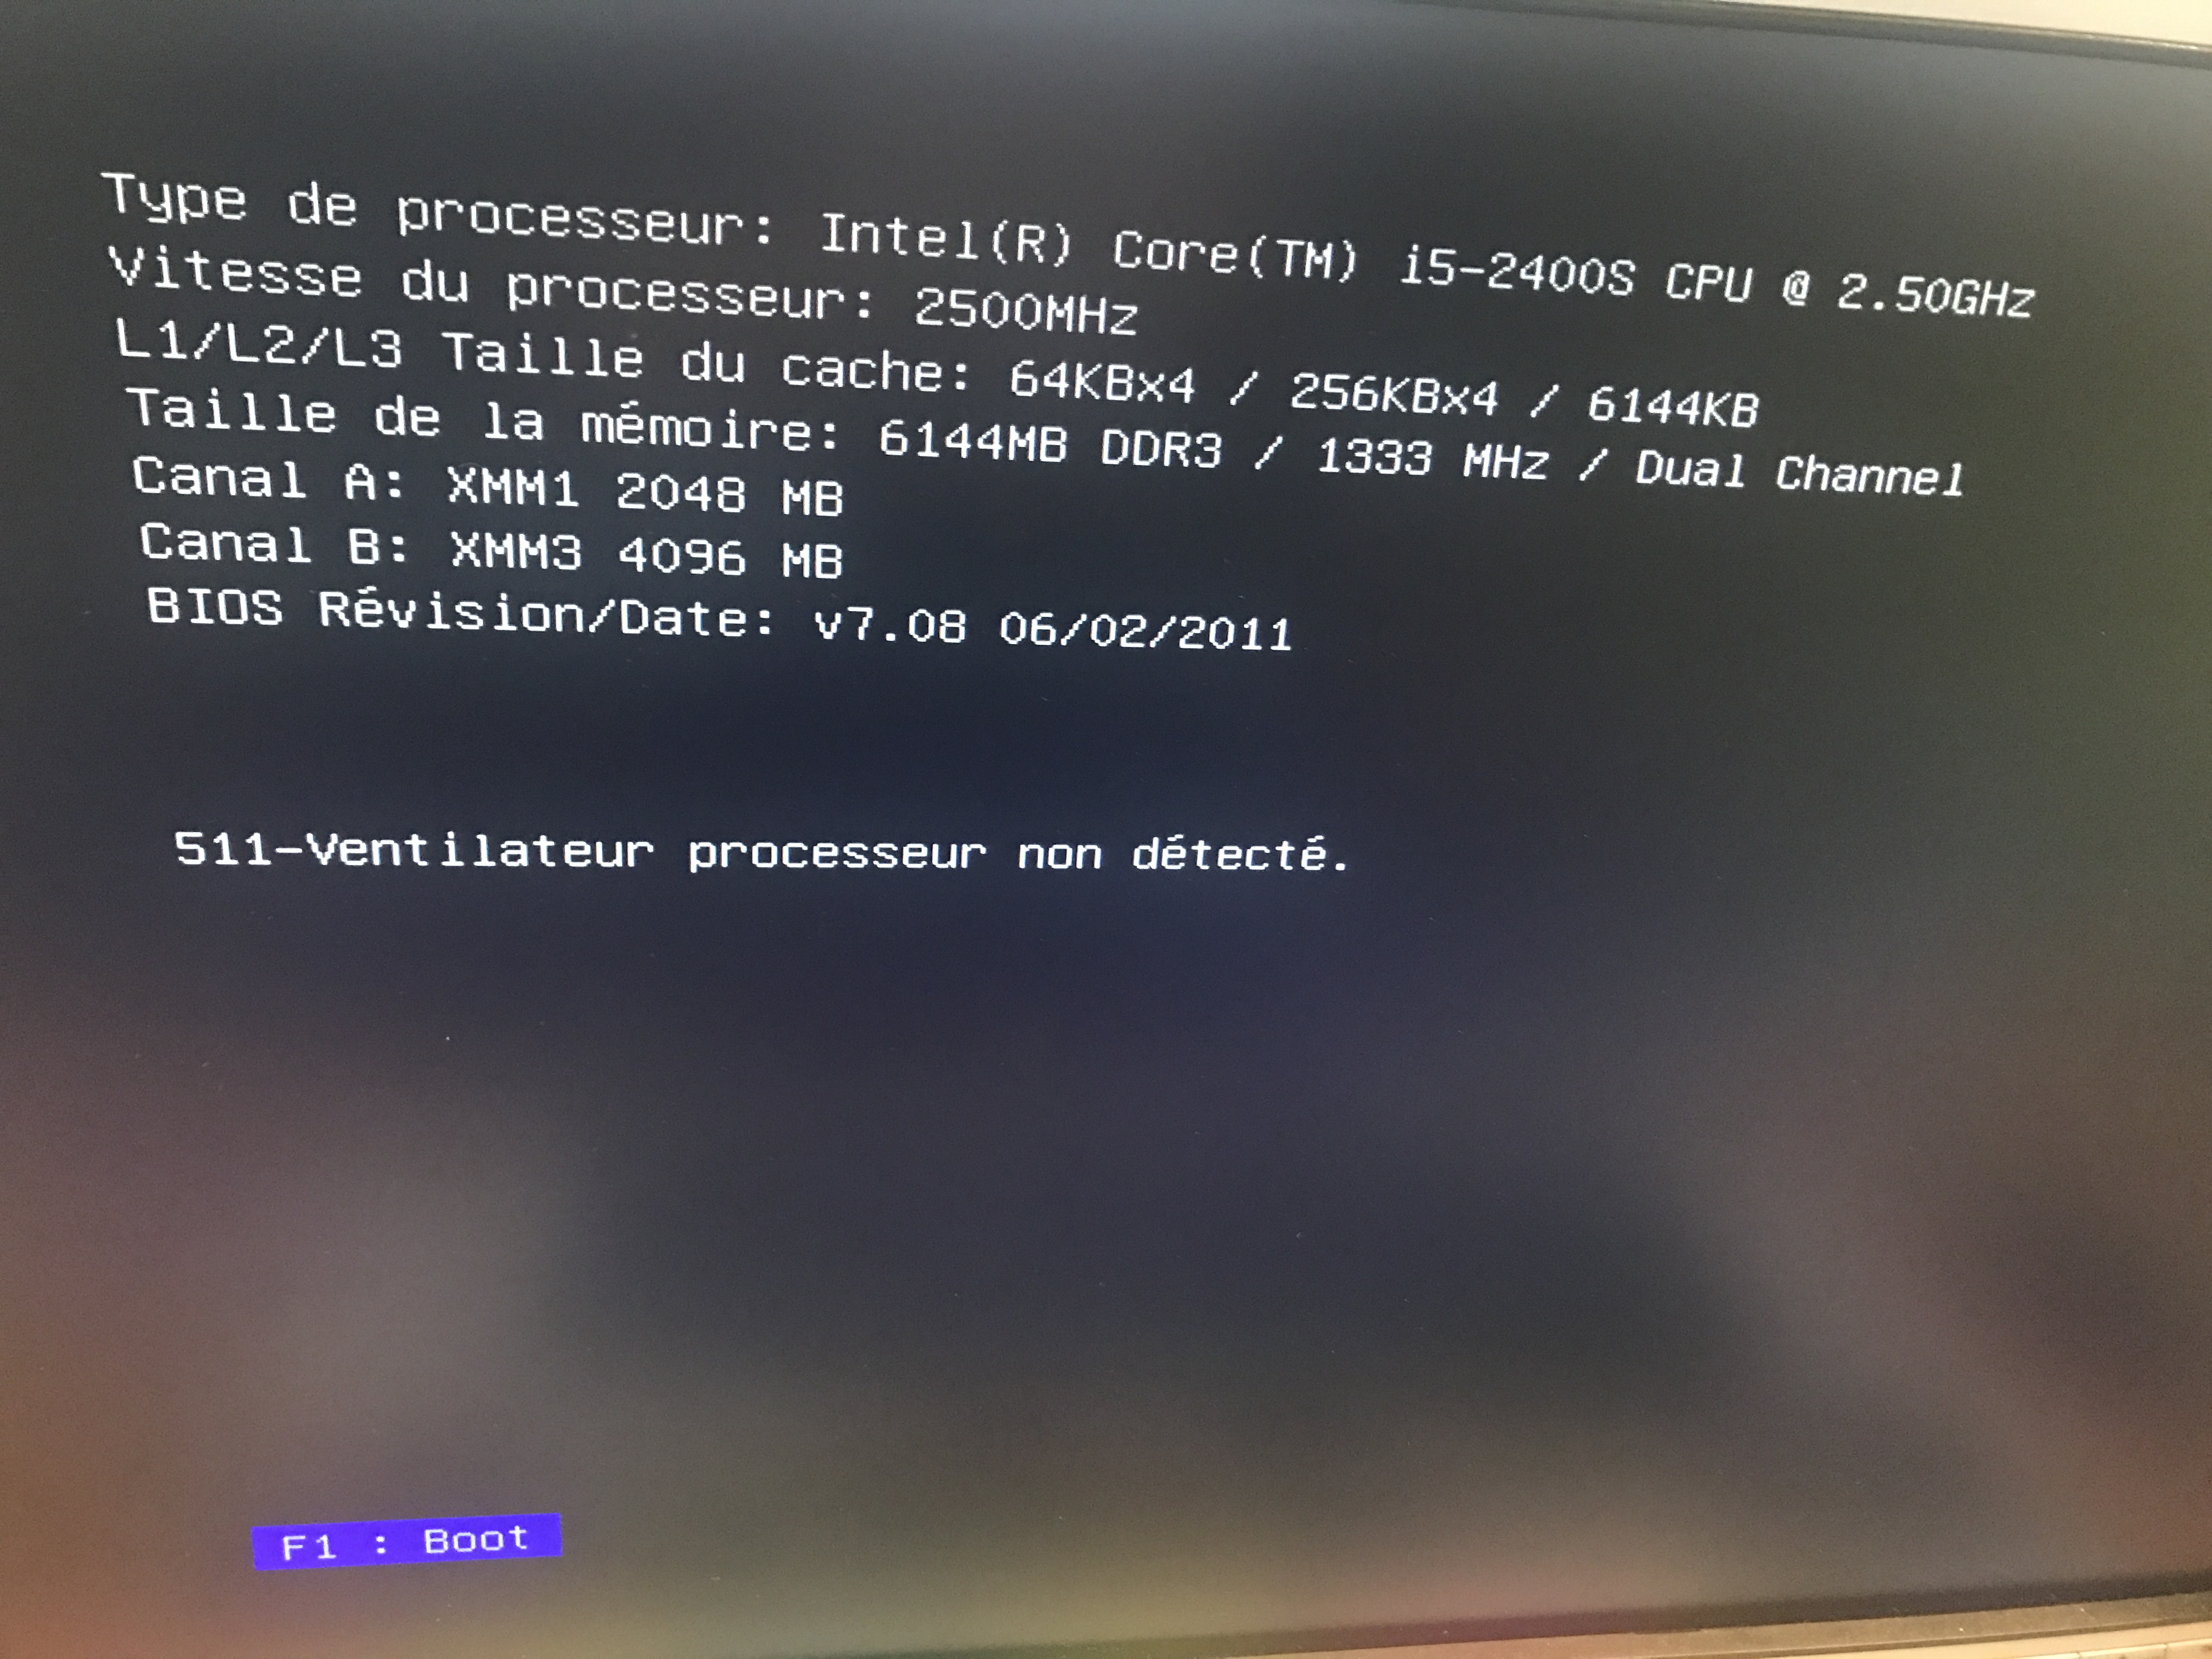 Type de processeur: Intel(R) Core(TM) i5-2400S CPU @ 2.50GHz
Vitesse du processeur: 2500MHz
L1/L2/L3 Taille du cache: 64KBx4 / 256KBx4 / 6144KB
Taille de la mémoire: 6144MB DDR3 / 1333 MHz / Dual Channel
Canal A: XMM1 2048 MB
Canal B: XMM3 4096 MB
BIOS Révision/Date: v7.08 06/02/2011
511-Ventilateur processeur non détecté.
F1 : Boot